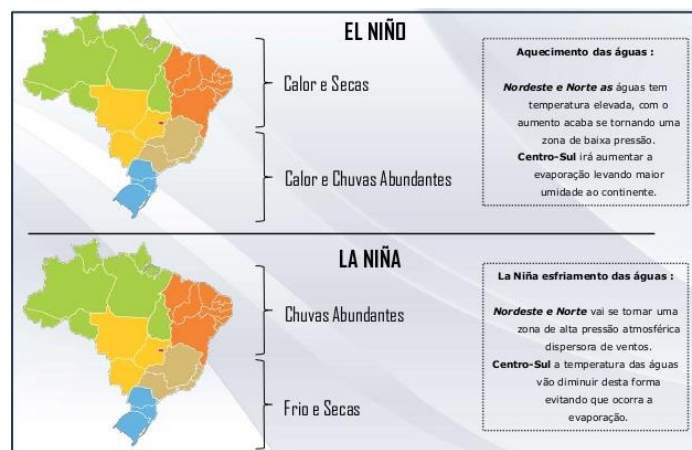 EL NIÑO
Calor e Secas
Calor e Chuvas Abundantes
Aquecimento das águas :
Nordeste e Norte as águas tem
temperatura elevada, com o
aumento acaba se tornando uma
zona de baixa pressão.
Centro-Sul irá aumentar a
evaporação levando maior
umidade ao continente.
LA NIÑA
Chuvas Abundantes
Frio e Secas
La Niña esfriamento das águas :
Nordeste e Norte vai se tornar uma
zona de alta pressão atmosférica
dispersora de ventos.
Centro-Sul a temperatura das águas
vão diminuir desta forma
evitando que ocorra a
evaporação.